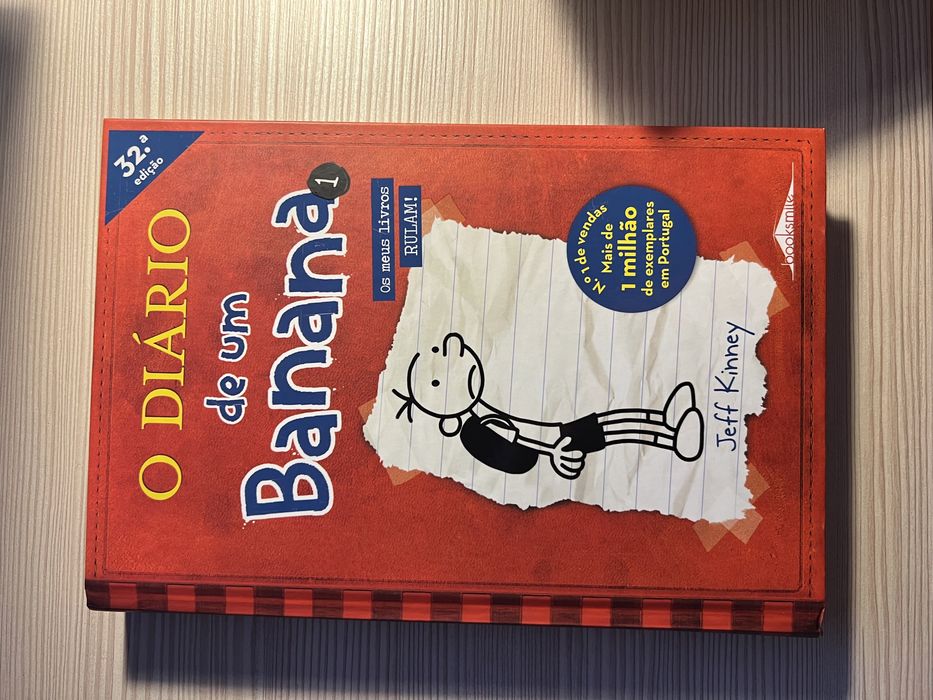 32.ª
edição
O DIÁRIO
de um
Banana
1
Os meus livros
RULAM!
N.º 1 de vendas
Mais de
1 milhão
de exemplares
em Portugal
Jeff Kinney
booksmile